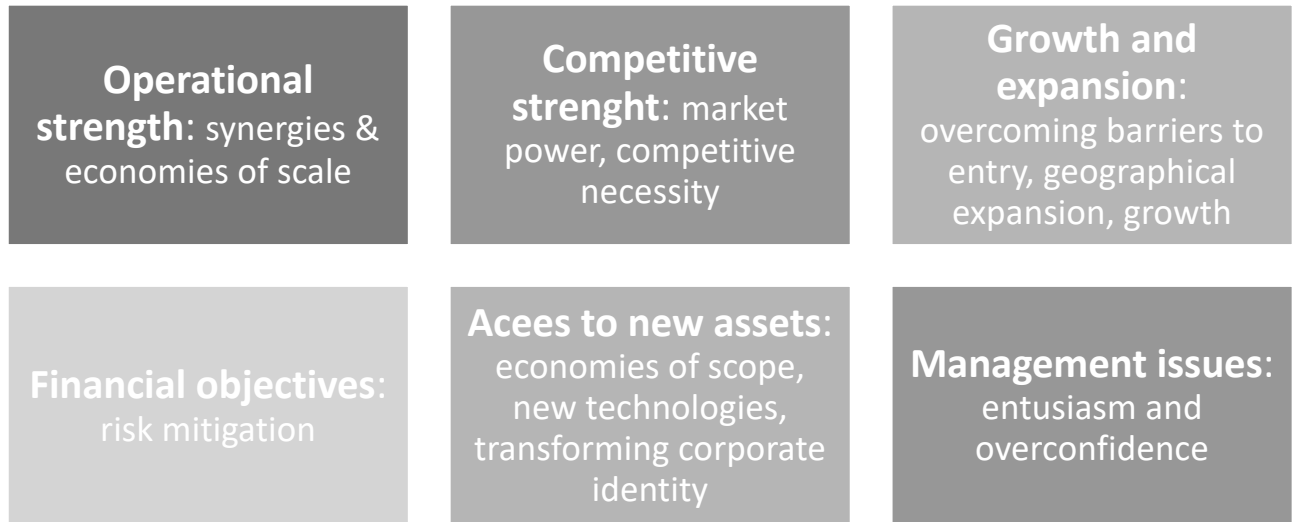 Operational
strength: synergies &
economies of scale
Competitive
strenght: market
power, competitive
necessity
Growth and
expansion:
overcoming barriers to
entry, geographical
expansion, growth
Financial objectives:
risk mitigation
Acees to new assets:
economies of scope,
new technologies,
transforming corporate
identity
Management issues:
entusiasm and
overconfidence